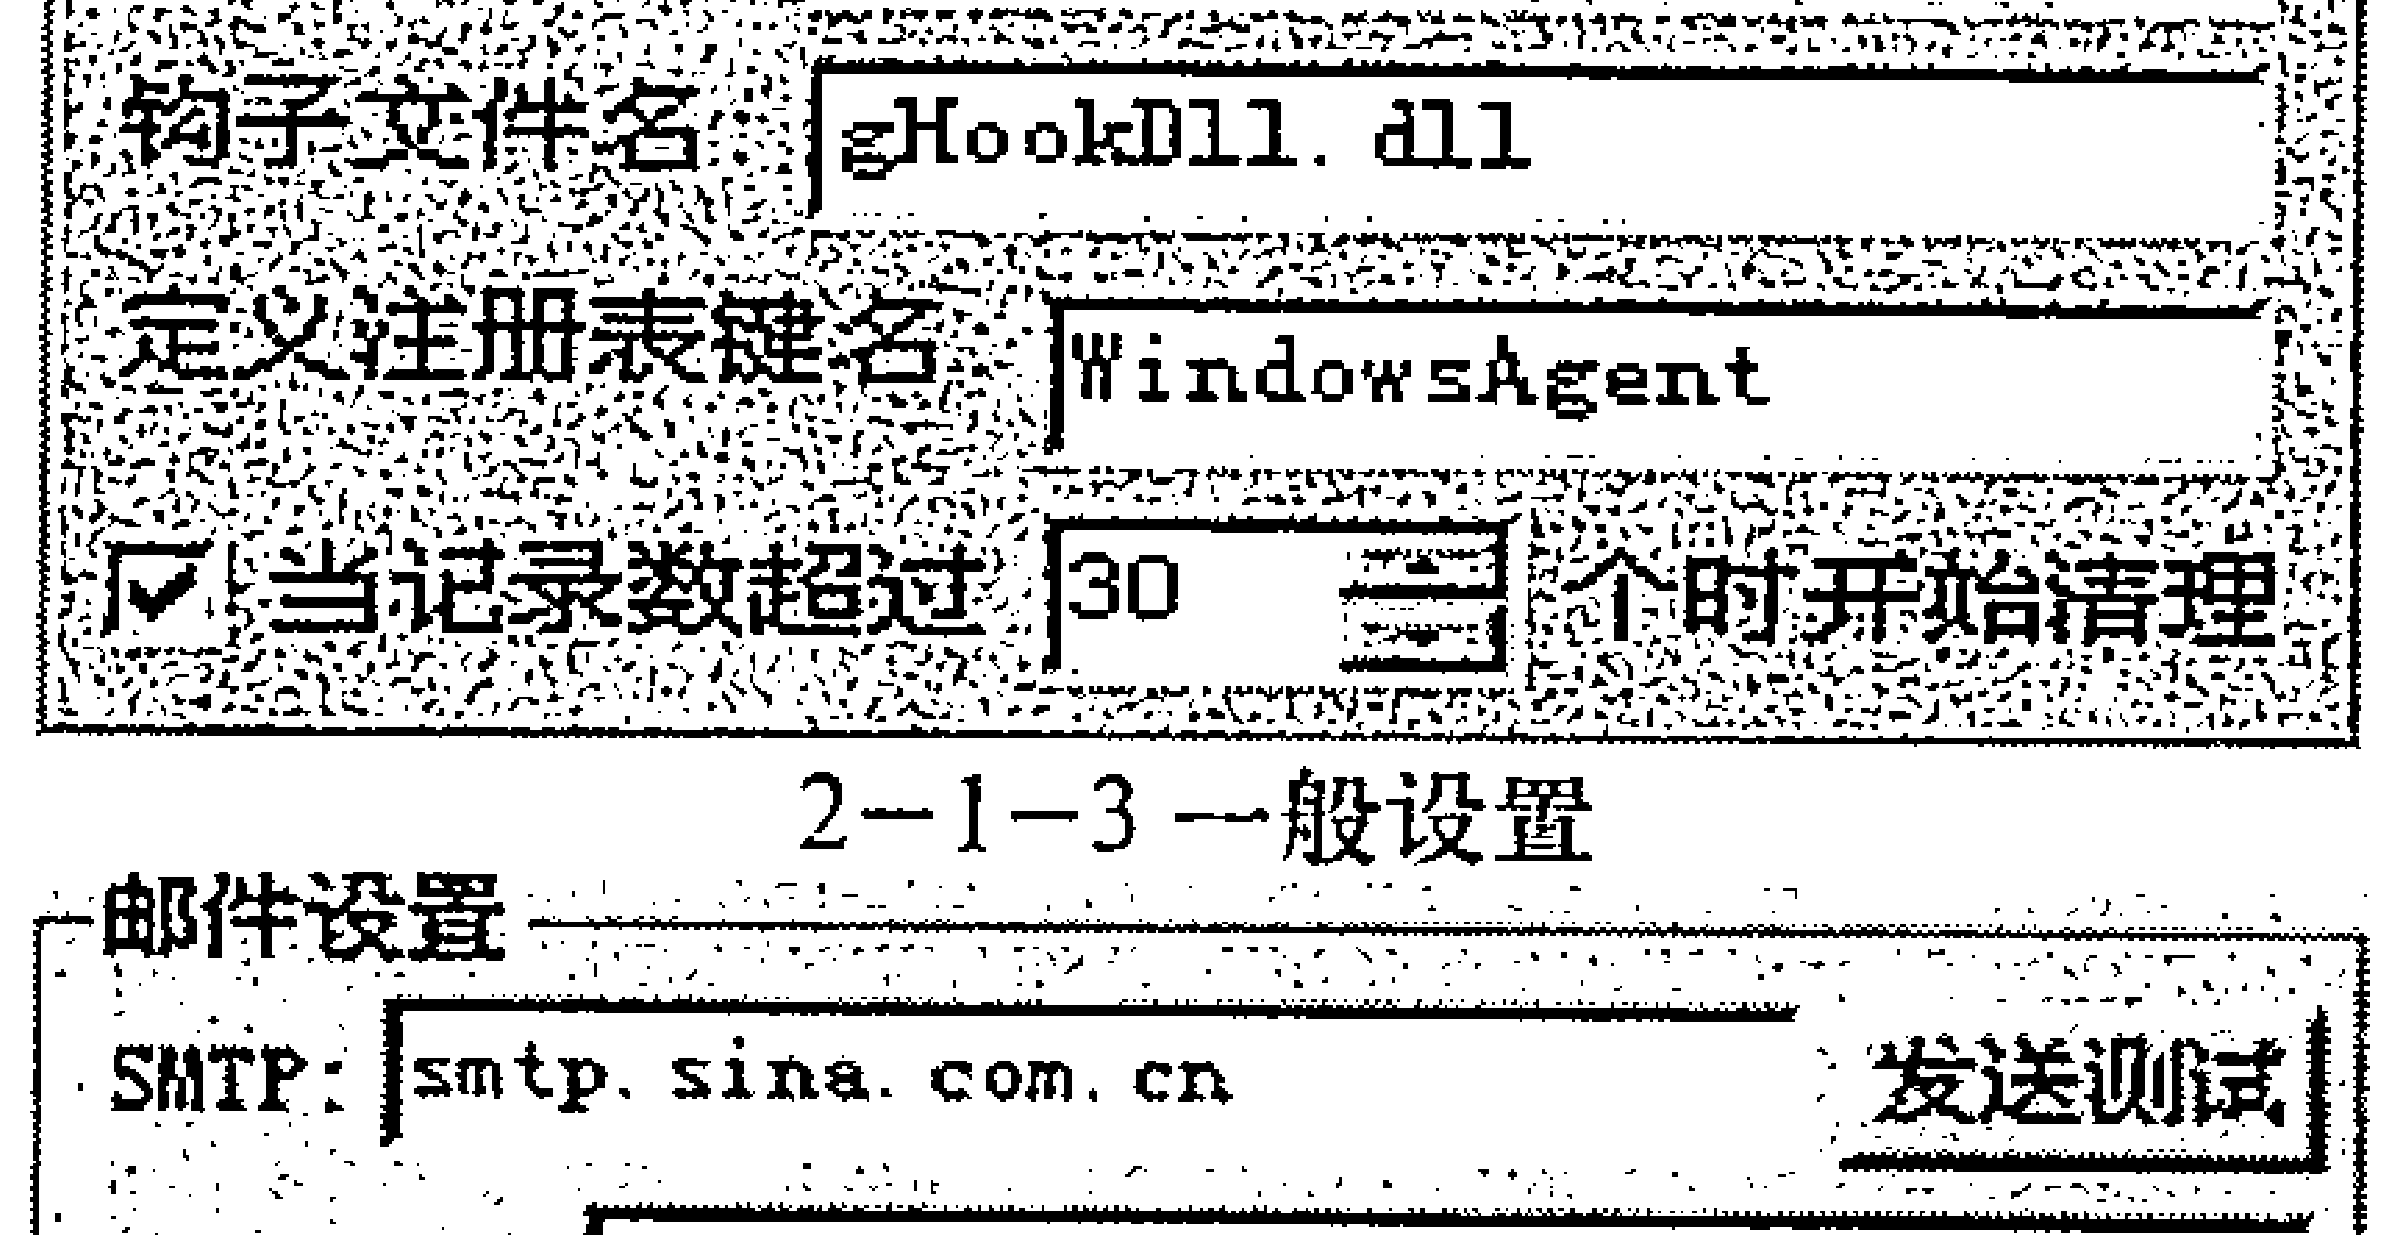 钩子文件名 gHookDll.dll
定义注册表键名 WindowsAgent
当记录数超过 30 个时开始清理
2-1-3 一般设置
邮件设置
SMTP: smtp.sina.com.cn 发送测试